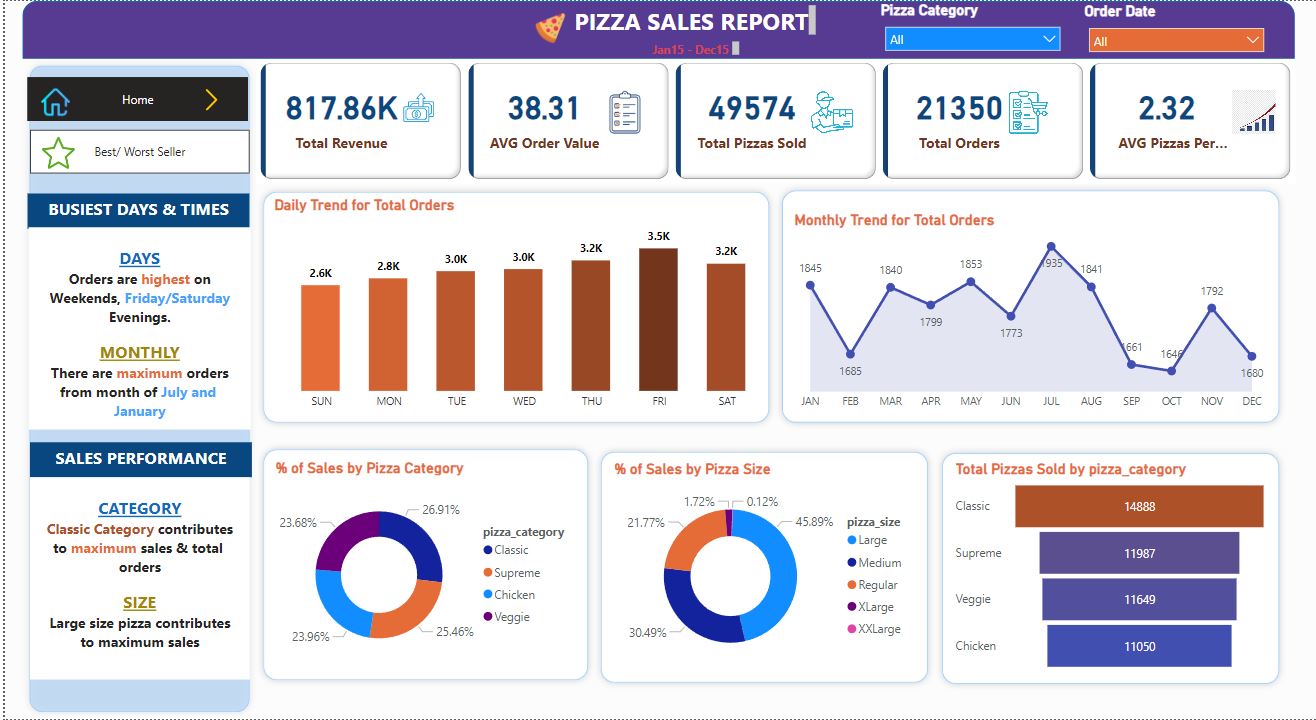 PIZZA SALES REPORT
Jan15 - Dec15
Pizza Category
All
Order Date
All
Home
Best/ Worst Seller
817.86K
Total Revenue
38.31
AVG Order Value
49574
Total Pizzas Sold
21350
Total Orders
2.32
AVG Pizzas Per...
BUSIEST DAYS & TIMES
DAYS
Orders are highest on
Weekends, Friday/Saturday
Evenings.
MONTHLY
There are maximum orders
from month of July and
January
SALES PERFORMANCE
CATEGORY
Classic Category contributes
to maximum sales & total
orders
SIZE
Large size pizza contributes
to maximum sales
Daily Trend for Total Orders
2.6K 2.8K 3.0K 3.0K 3.2K 3.5K 3.2K
SUN MON TUE WED THU FRI SAT
Monthly Trend for Total Orders
1845 1685 1840 1799 1853 1773 1935 1841 1661 1646 1792 1680
JAN FEB MAR APR MAY JUN JUL AUG SEP OCT NOV DEC
% of Sales by Pizza Category
26.91%
25.46%
23.96%
23.68%
pizza_category
Classic
Supreme
Chicken
Veggie
% of Sales by Pizza Size
1.72%
0.12%
45.89%
30.49%
21.77%
pizza_size
Large
Medium
Regular
XLarge
XXLarge
Total Pizzas Sold by pizza_category
Classic 14888
Supreme 11987
Veggie 11649
Chicken 11050